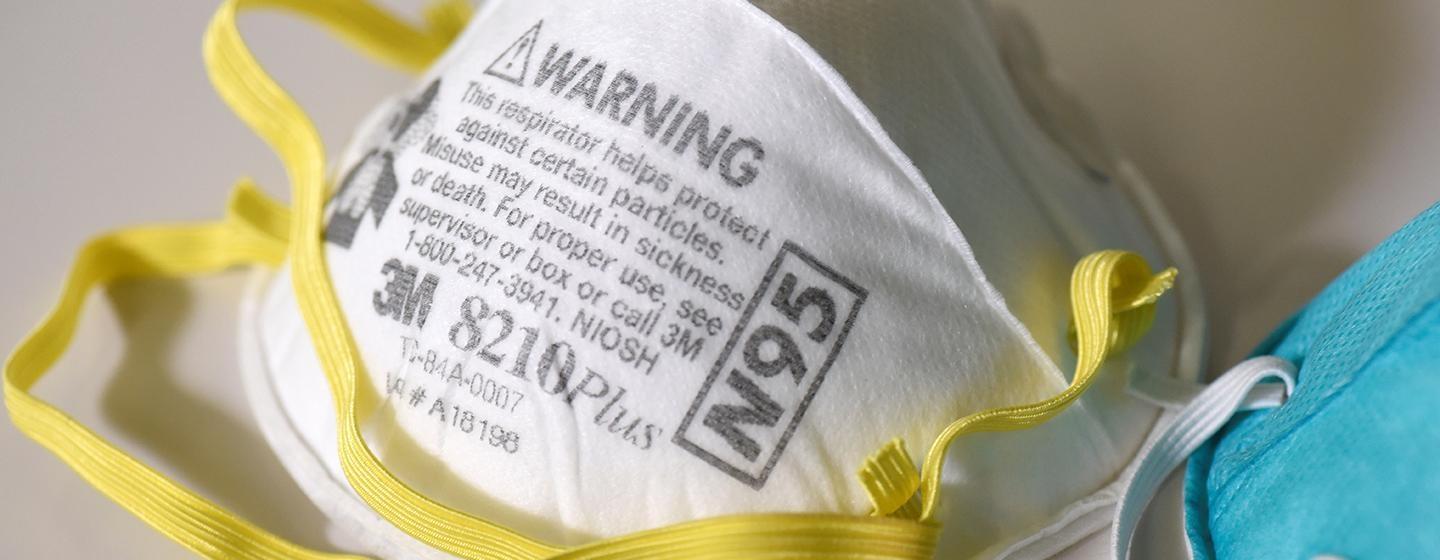 WARNING
This respirator helps protect
against certain particles.
Misuse may result in sickness
or death. For proper use, see
supervisor or box or call 3M
1-800-247-3941. NIOSH
N95
3M 8210Plus
-84A-0007
# A18198